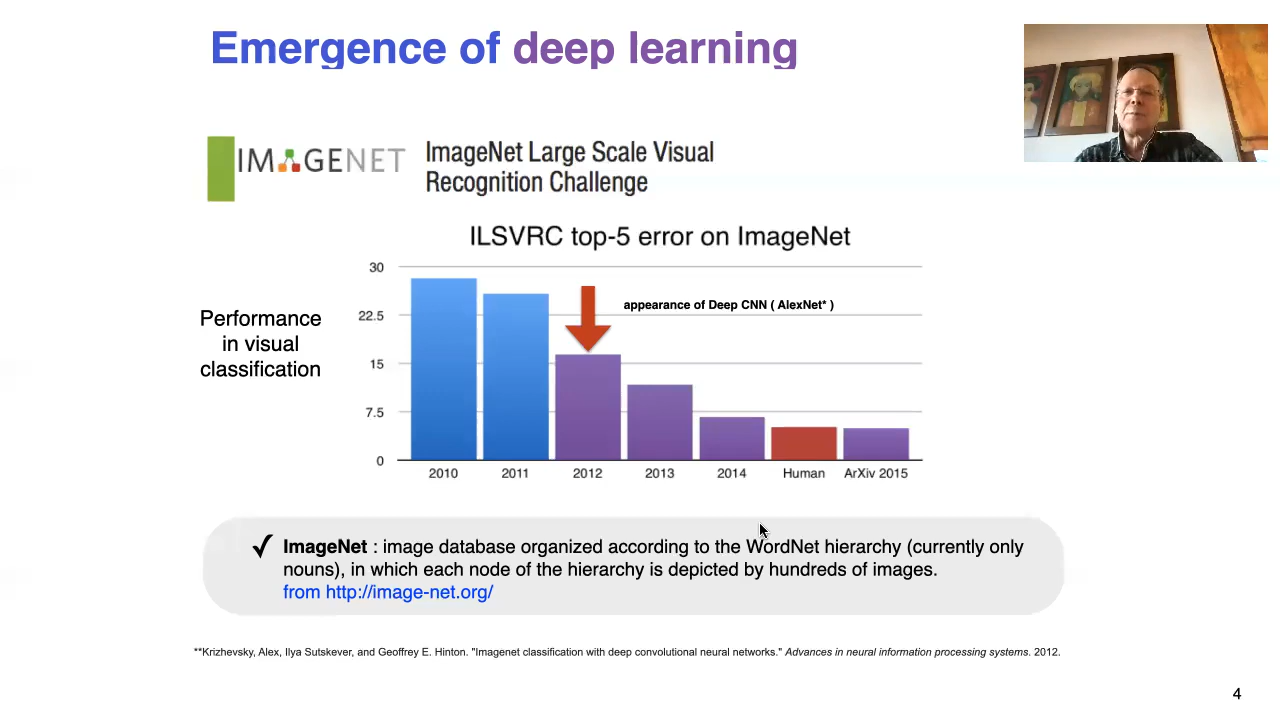 Emergence of deep learning
IMAGENET
ImageNet Large Scale Visual
Recognition Challenge
ILSVRC top-5 error on ImageNet
Performance
in visual
classification
30
22.5
15
7.5
0
appearance of Deep CNN ( AlexNet* )
2010 2011 2012 2013 2014 Human ArXiv 2015
✓ ImageNet : image database organized according to the WordNet hierarchy (currently only
nouns), in which each node of the hierarchy is depicted by hundreds of images.
from http://image-net.org/
**Krizhevsky, Alex, Ilya Sutskever, and Geoffrey E. Hinton. "Imagenet classification with deep convolutional neural networks." Advances in neural information processing systems. 2012.
4